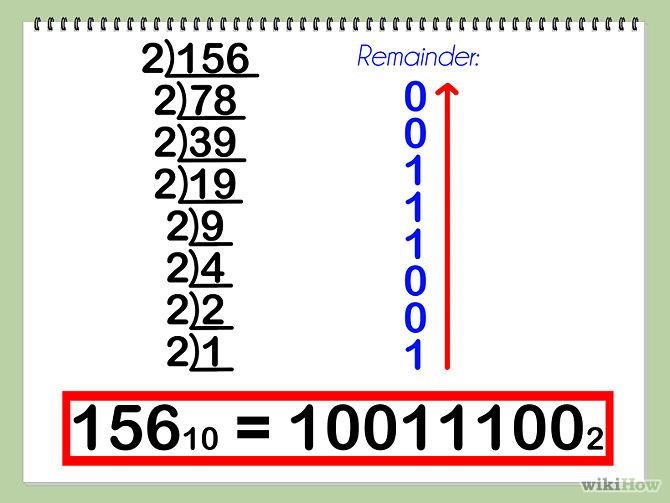 2)156 Remainder:
2)78 0
2)39 0
2)19 1
2)9 1
2)4 1
2)2 0
2)1 0
1
156₁₀ = 10011100₂
wikiHow